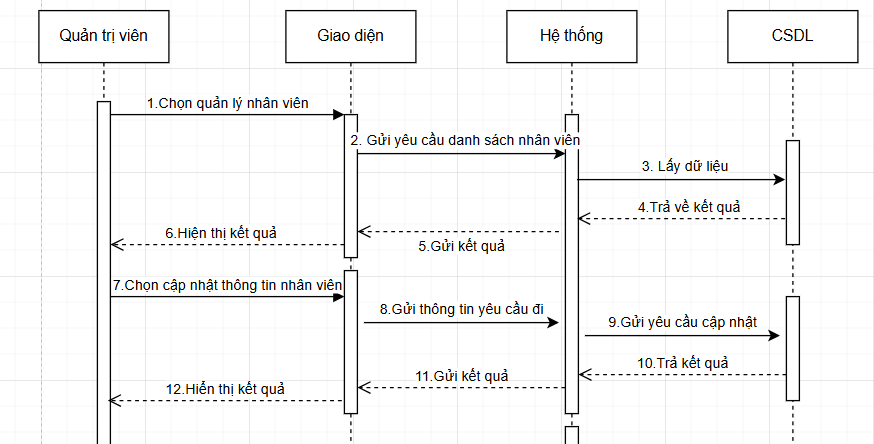 Quản trị viên
Giao diện
Hệ thống
CSDL
1.Chọn quản lý nhân viên
2. Gửi yêu cầu danh sách nhân viên
3. Lấy dữ liệu
4.Trả về kết quả
5.Gửi kết quả
6.Hiện thị kết quả
7.Chọn cập nhật thông tin nhân viên
8.Gửi thông tin yêu cầu đi
9.Gửi yêu cầu cập nhật
10.Trả kết quả
11.Gửi kết quả
12.Hiển thị kết quả